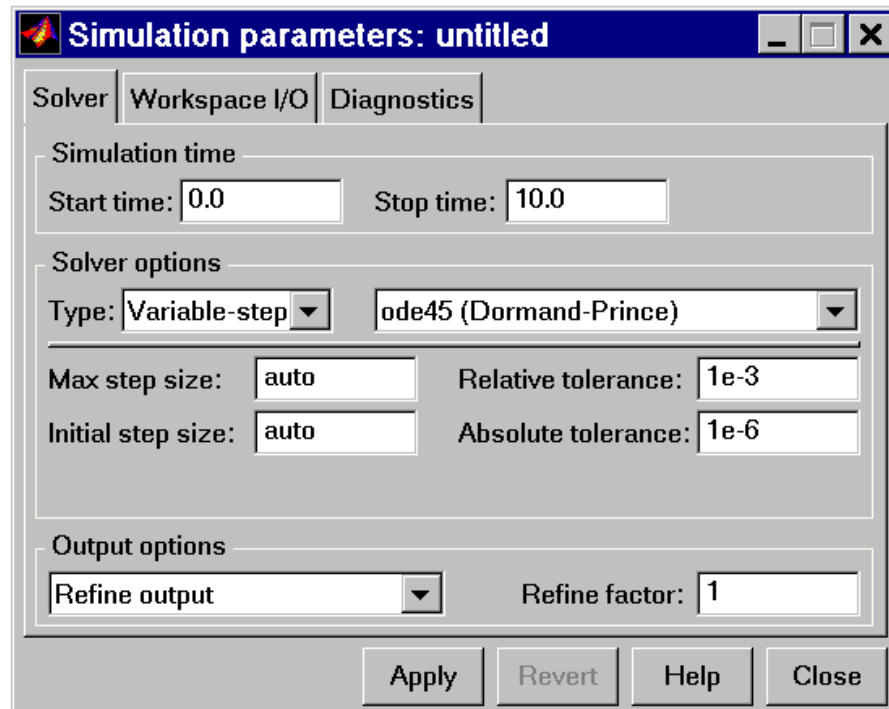 Simulation parameters: untitled
Solver Workspace I/O Diagnostics
Simulation time
Start time: 0.0 Stop time: 10.0
Solver options
Type: Variable-step ode45 (Dormand-Prince)
Max step size: auto Relative tolerance: 1e-3
Initial step size: auto Absolute tolerance: 1e-6
Output options
Refine output Refine factor: 1
Apply Revert Help Close